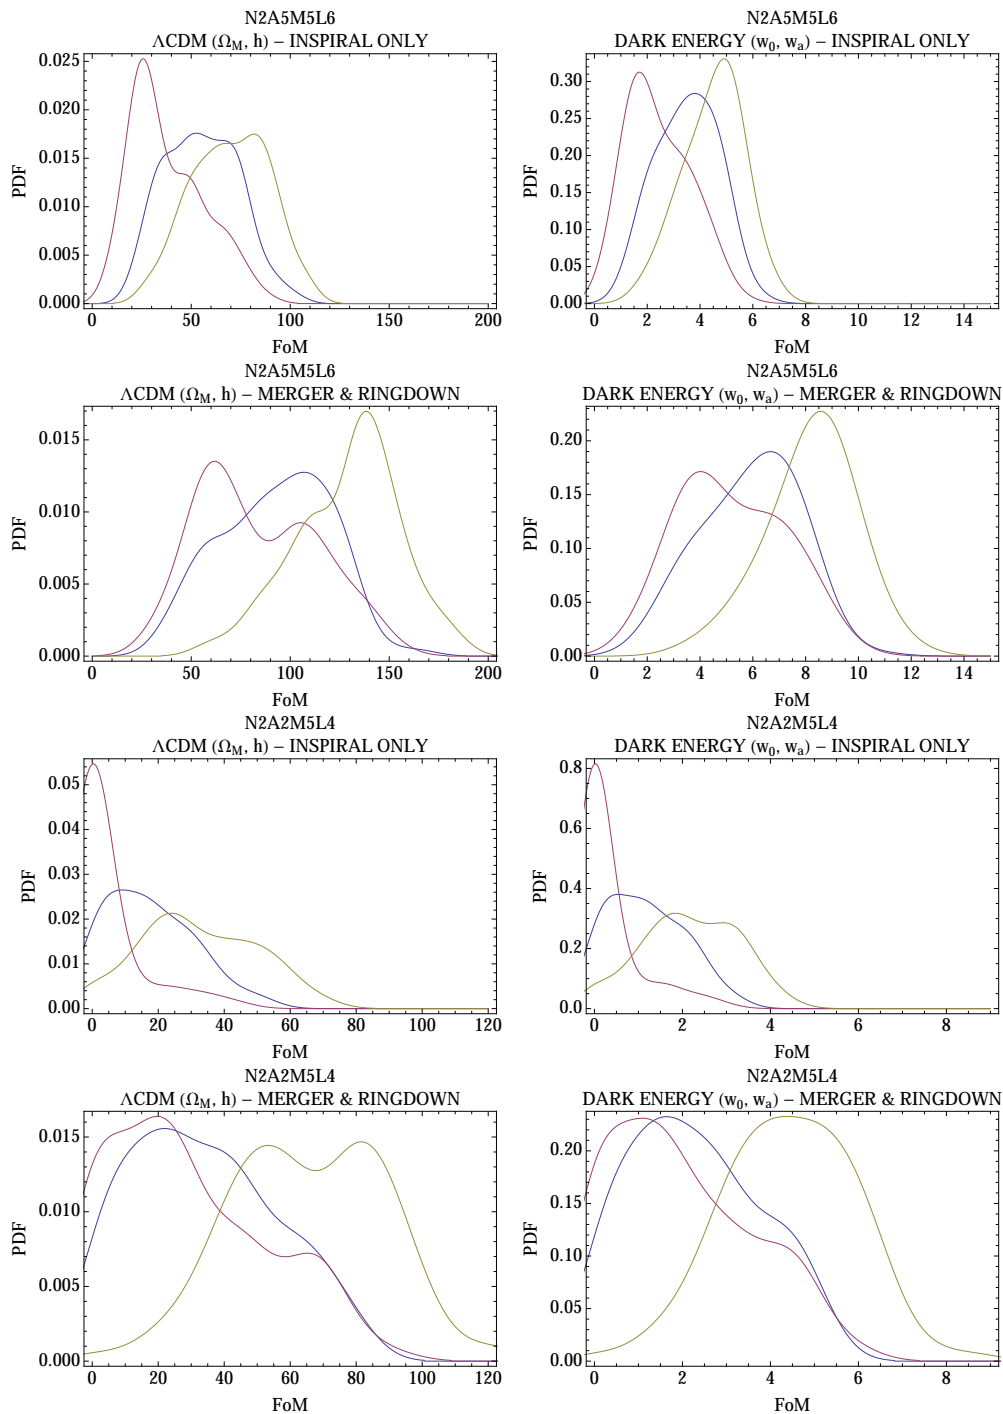 N2A5M5L6
ΛCDM (Ω_M, h) – INSPIRAL ONLY
0.025
0.020
0.015
0.010
0.005
0.000
PDF
0 50 100 150 200
FoM
N2A5M5L6
DARK ENERGY (w_0, w_a) – INSPIRAL ONLY
0.30
0.25
0.20
0.15
0.10
0.05
0.00
PDF
0 2 4 6 8 10 12 14
FoM
N2A5M5L6
ΛCDM (Ω_M, h) – MERGER & RINGDOWN
0.015
0.010
0.005
0.000
PDF
0 50 100 150 200
FoM
N2A5M5L6
DARK ENERGY (w_0, w_a) – MERGER & RINGDOWN
0.20
0.15
0.10
0.05
0.00
PDF
0 2 4 6 8 10 12 14
FoM
N2A2M5L4
ΛCDM (Ω_M, h) – INSPIRAL ONLY
0.05
0.04
0.03
0.02
0.01
0.00
PDF
0 20 40 60 80 100 120
FoM
N2A2M5L4
DARK ENERGY (w_0, w_a) – INSPIRAL ONLY
0.8
0.6
0.4
0.2
0.0
PDF
0 2 4 6 8
FoM
N2A2M5L4
ΛCDM (Ω_M, h) – MERGER & RINGDOWN
0.015
0.010
0.005
0.000
PDF
0 20 40 60 80 100 120
FoM
N2A2M5L4
DARK ENERGY (w_0, w_a) – MERGER & RINGDOWN
0.20
0.15
0.10
0.05
0.00
PDF
0 2 4 6 8
FoM